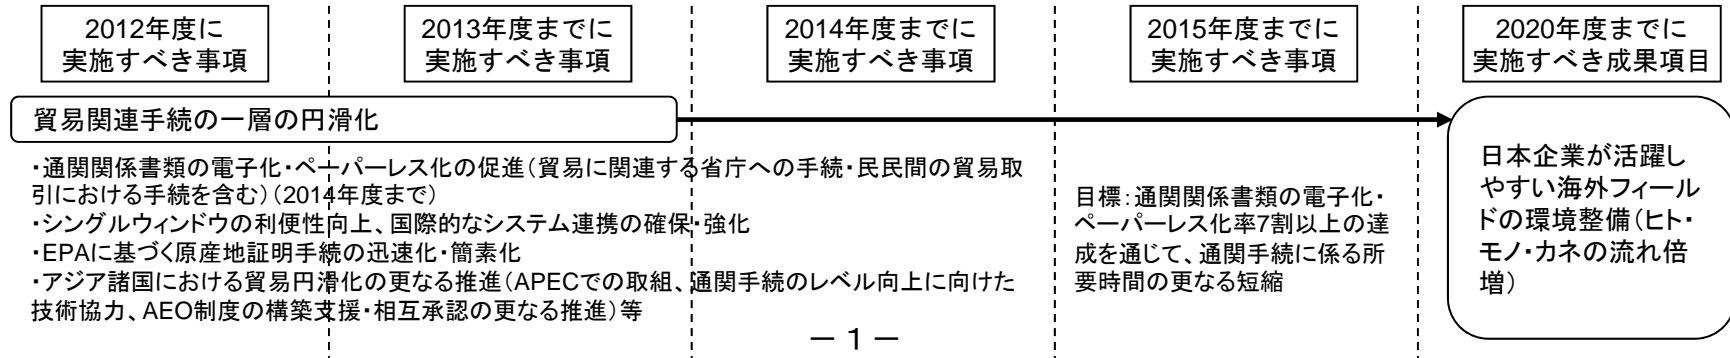 2012年度に
実施すべき事項
2013年度までに
実施すべき事項
2014年度までに
実施すべき事項
2015年度までに
実施すべき事項
2020年度までに
実施すべき成果項目
貿易関連手続の一層の円滑化
・通関関係書類の電子化・ペーパーレス化の促進（貿易に関連する省庁への手続・民民間の貿易取
引における手続を含む）（2014年度まで）
・シングルウィンドウの利便性向上、国際的なシステム連携の確保・強化
・EPAに基づく原産地証明手続の迅速化・簡素化
・アジア諸国における貿易円滑化の更なる推進（APECでの取組、通関手続のレベル向上に向けた
技術協力、AEO制度の構築支援・相互承認の更なる推進）等
目標：通関関係書類の電子化・
ペーパーレス化率7割以上の達
成を通じて、通関手続に係る所
要時間の更なる短縮
日本企業が活躍し
やすい海外フィール
ドの環境整備（ヒト・
モノ・カネの流れ倍
増）
－１－